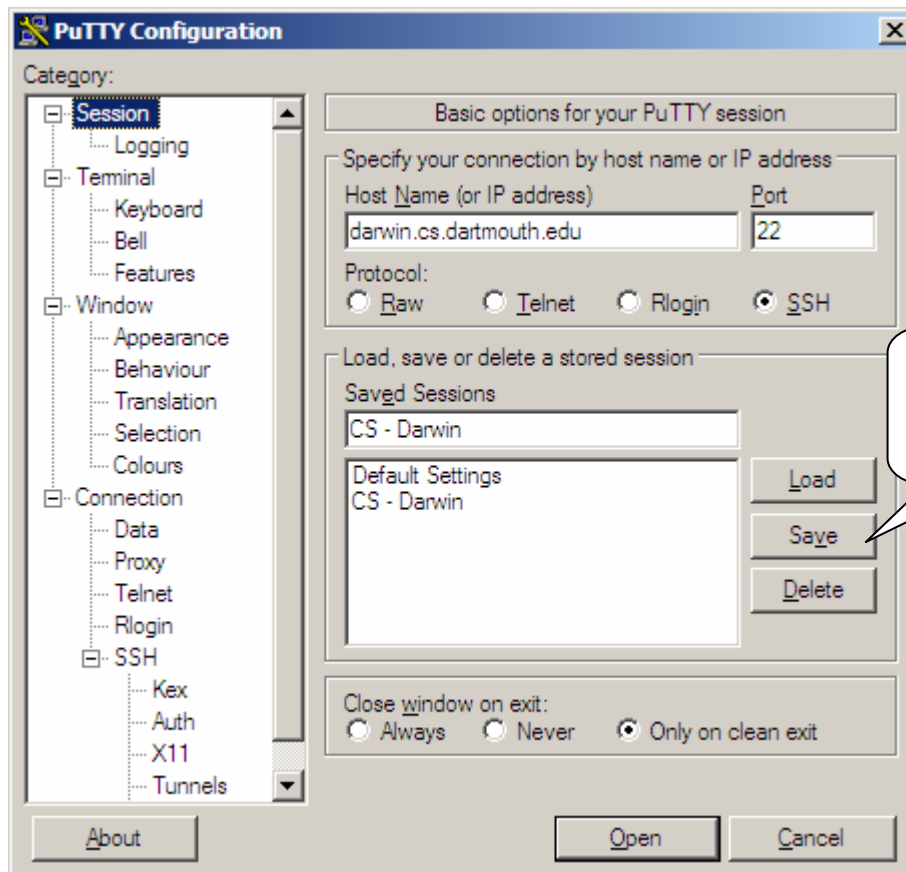 PuTTY Configuration
Category:
Session
Logging
Terminal
Keyboard
Bell
Features
Window
Appearance
Behaviour
Translation
Selection
Colours
Connection
Data
Proxy
Telnet
Rlogin
SSH
Kex
Auth
X11
Tunnels
Basic options for your PuTTY session
Specify your connection by host name or IP address
Host Name (or IP address) Port
darwin.cs.dartmouth.edu 22
Protocol:
Raw Telnet Rlogin SSH
Load, save or delete a stored session
Saved Sessions
CS - Darwin
Default Settings
CS - Darwin
Load
Save
Delete
Close window on exit:
Always Never Only on clean exit
About Open Cancel